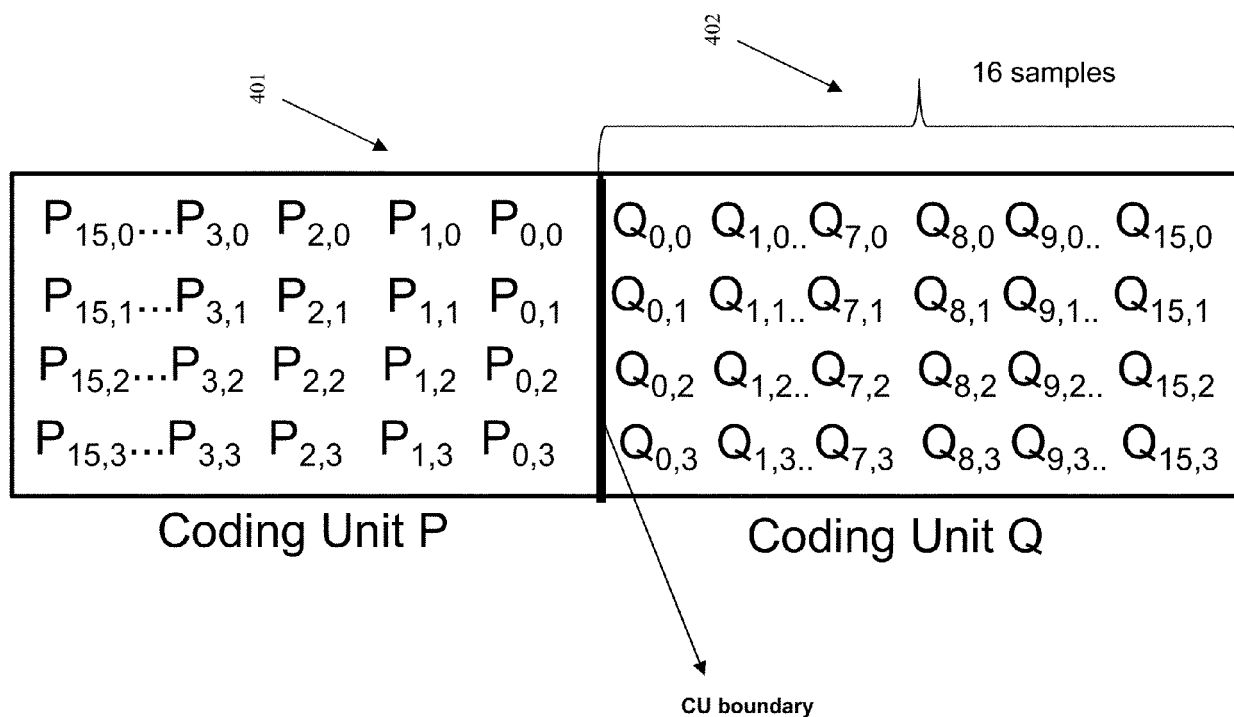 402
16 samples
401
P₁₅,₀...P₃,₀ P₂,₀ P₁,₀ P₀,₀ Q₀,₀ Q₁,₀.. Q₇,₀ Q₈,₀ Q₉,₀.. Q₁₅,₀
P₁₅,₁...P₃,₁ P₂,₁ P₁,₁ P₀,₁ Q₀,₁ Q₁,₁.. Q₇,₁ Q₈,₁ Q₉,₁.. Q₁₅,₁
P₁₅,₂...P₃,₂ P₂,₂ P₁,₂ P₀,₂ Q₀,₂ Q₁,₂.. Q₇,₂ Q₈,₂ Q₉,₂.. Q₁₅,₂
P₁₅,₃...P₃,₃ P₂,₃ P₁,₃ P₀,₃ Q₀,₃ Q₁,₃.. Q₇,₃ Q₈,₃ Q₉,₃.. Q₁₅,₃
Coding Unit P Coding Unit Q
CU boundary